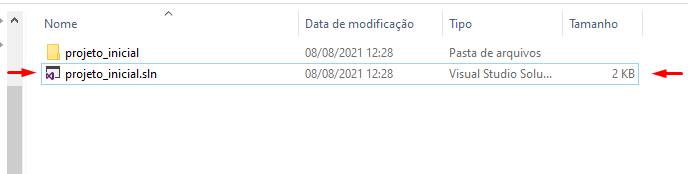 Nome Data de modificação Tipo Tamanho
projeto_inicial 08/08/2021 12:28 Pasta de arquivos
projeto_inicial.sln 08/08/2021 12:28 Visual Studio Solu... 2 KB